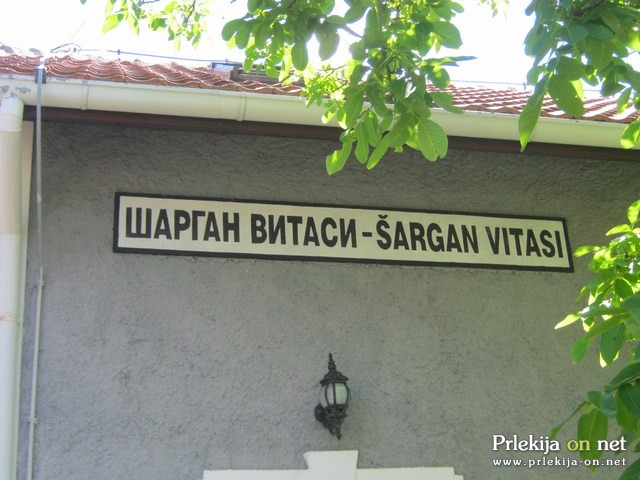 ШАРГАН ВИТАСИ - ŠARGAN VITASI
Prlekija on net
www.prlekija-on.net